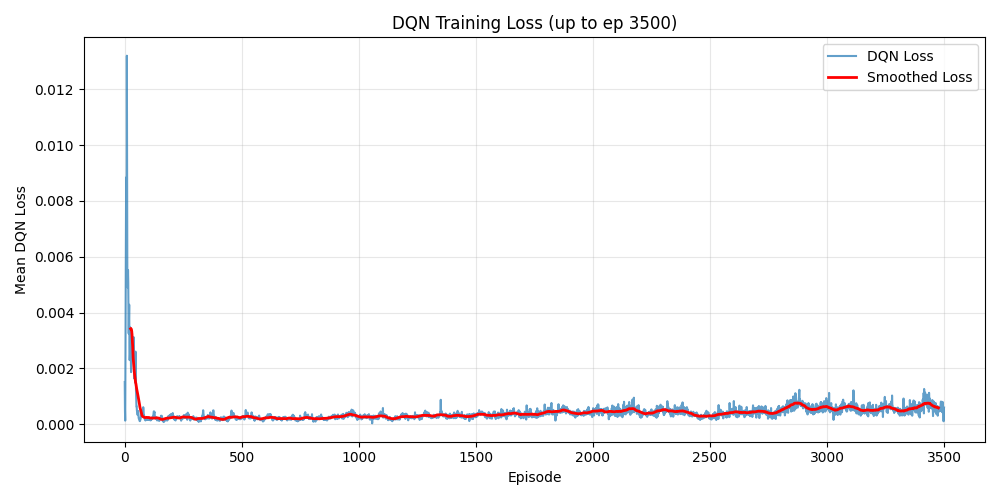 DQN Training Loss (up to ep 3500)
DQN Loss
Smoothed Loss
Mean DQN Loss
0.012
0.010
0.008
0.006
0.004
0.002
0.000
0 500 1000 1500 2000 2500 3000 3500
Episode